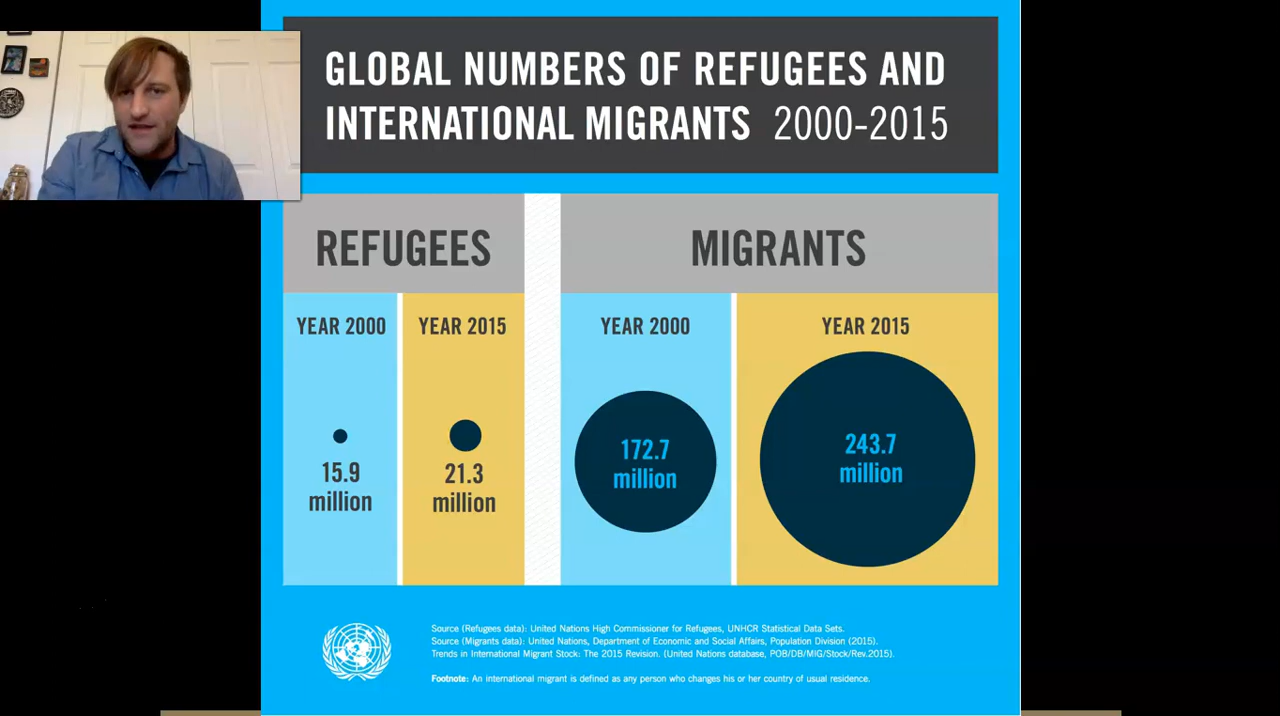 GLOBAL NUMBERS OF REFUGEES AND
INTERNATIONAL MIGRANTS 2000-2015
REFUGEES
MIGRANTS
YEAR 2000
YEAR 2015
YEAR 2000
YEAR 2015
15.9
million
21.3
million
172.7
million
243.7
million
Source (Refugees data): United Nations High Commissioner for Refugees, UNHCR Statistical Data Sets.
Source (Migrants data): United Nations, Department of Economic and Social Affairs, Population Division (2015).
Trends in International Migrant Stock: The 2015 Revision. (United Nations database, POB/DB/MIG/Stock/Rev.2015).
Footnote: An international migrant is defined as any person who changes his or her country of usual residence.